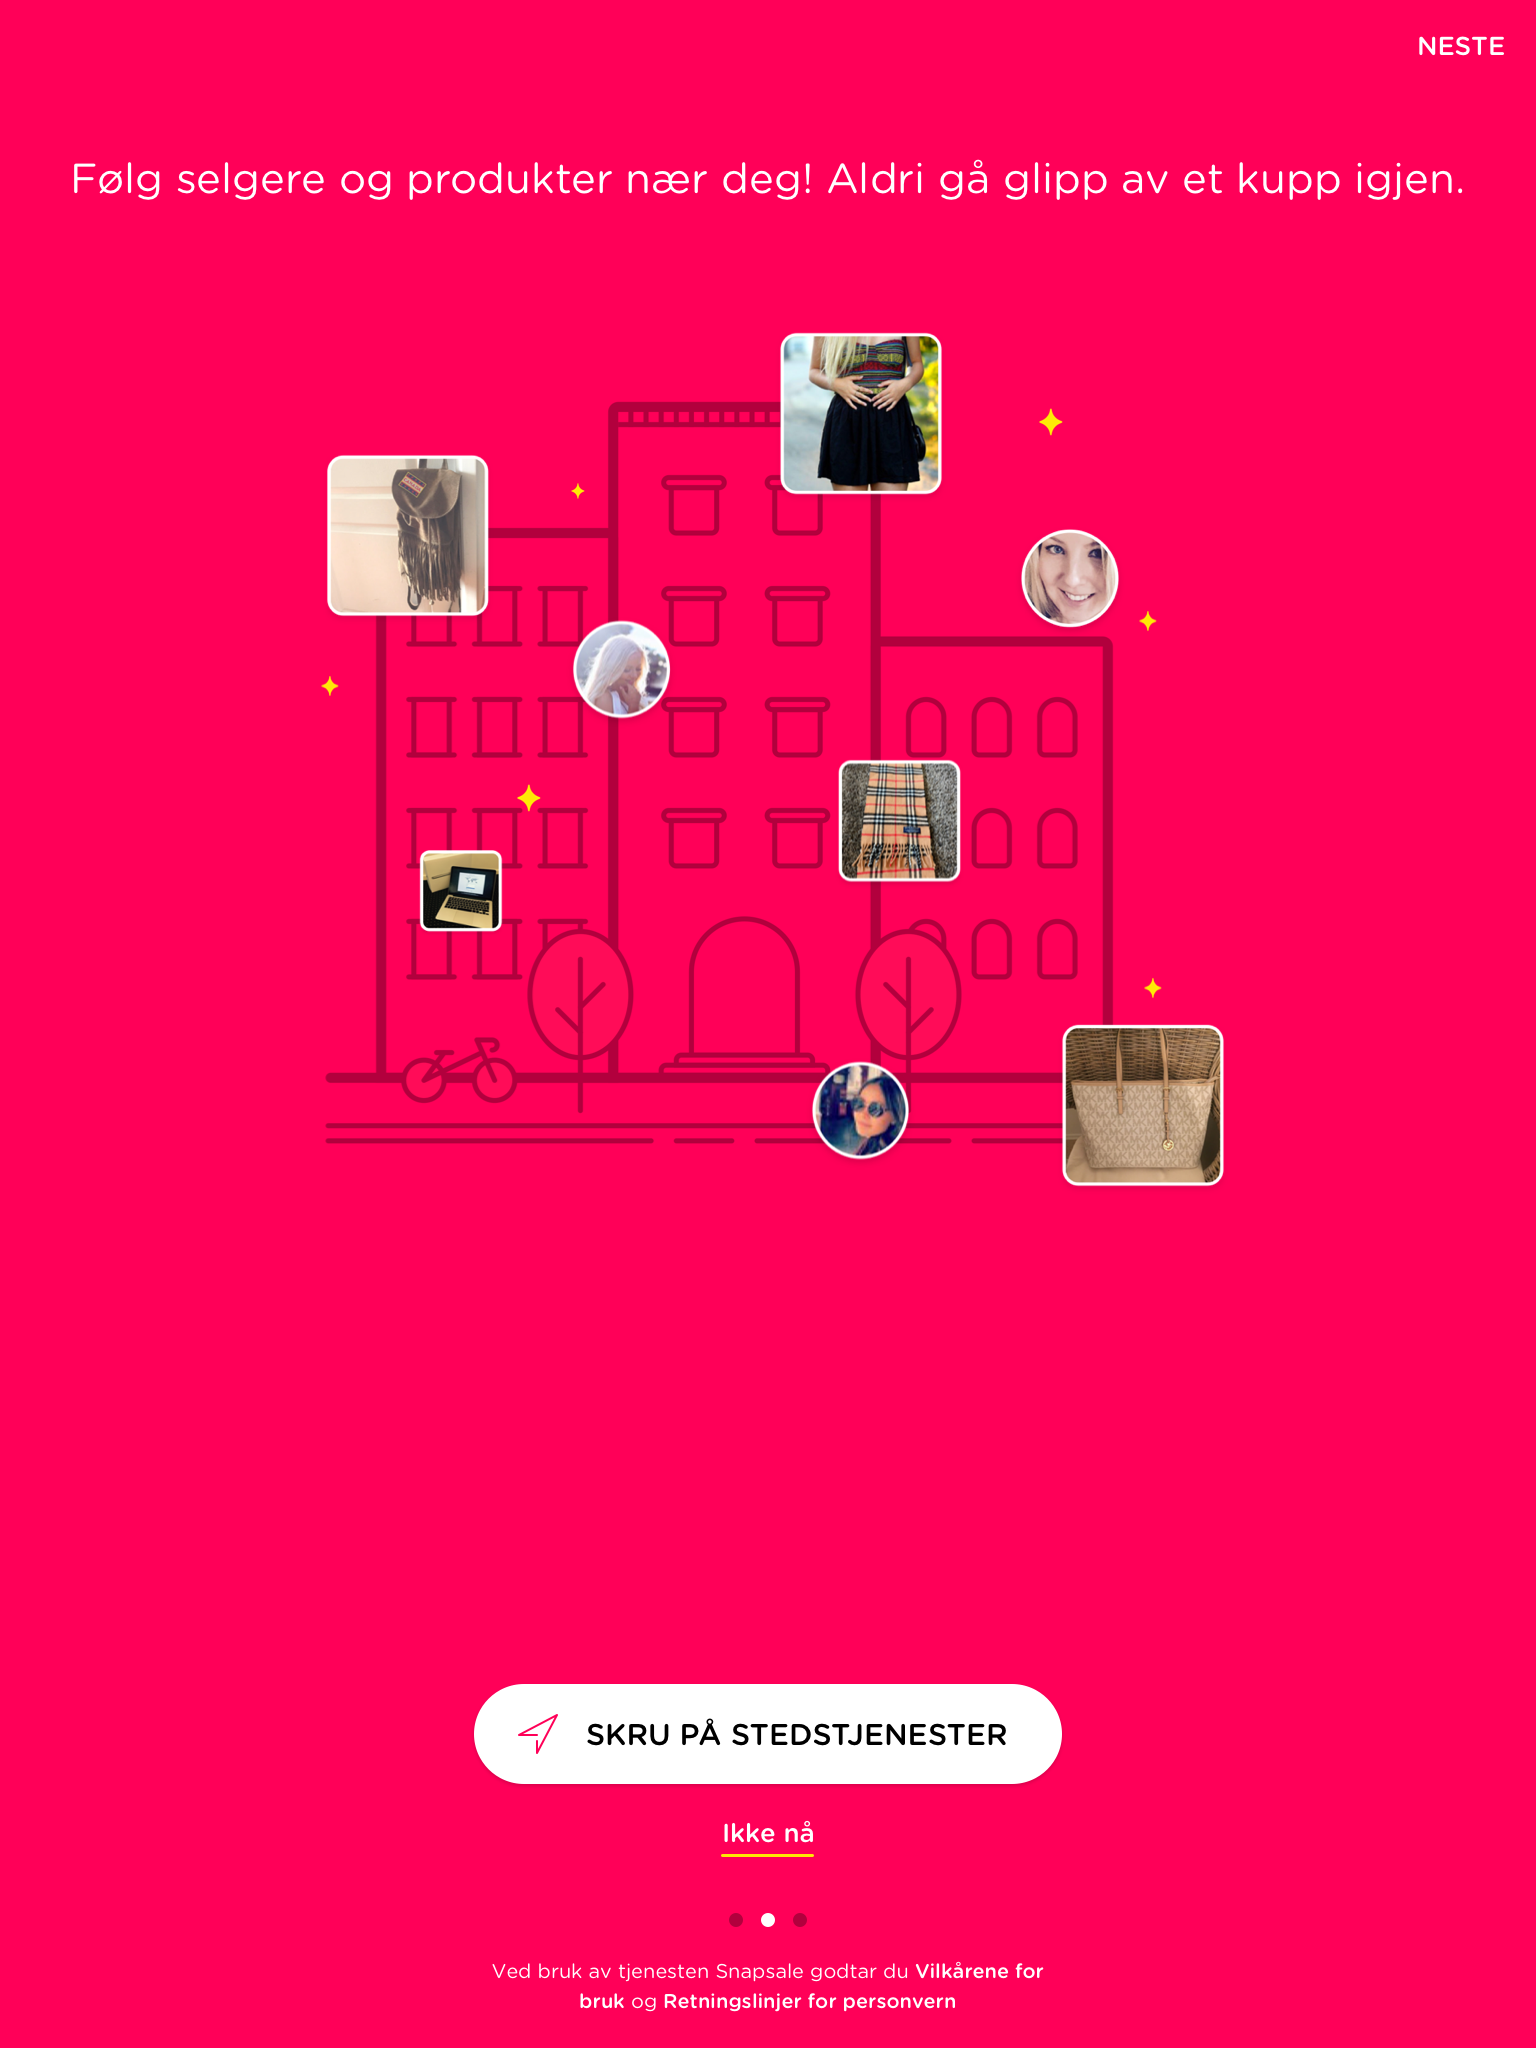 NESTE
Følg selgere og produkter nær deg! Aldri gå glipp av et kupp igjen.
SKRU PÅ STEDSTJENESTER
Ikke nå
Ved bruk av tjenesten Snapsale godtar du Vilkårene for
bruk og Retningslinjer for personvern